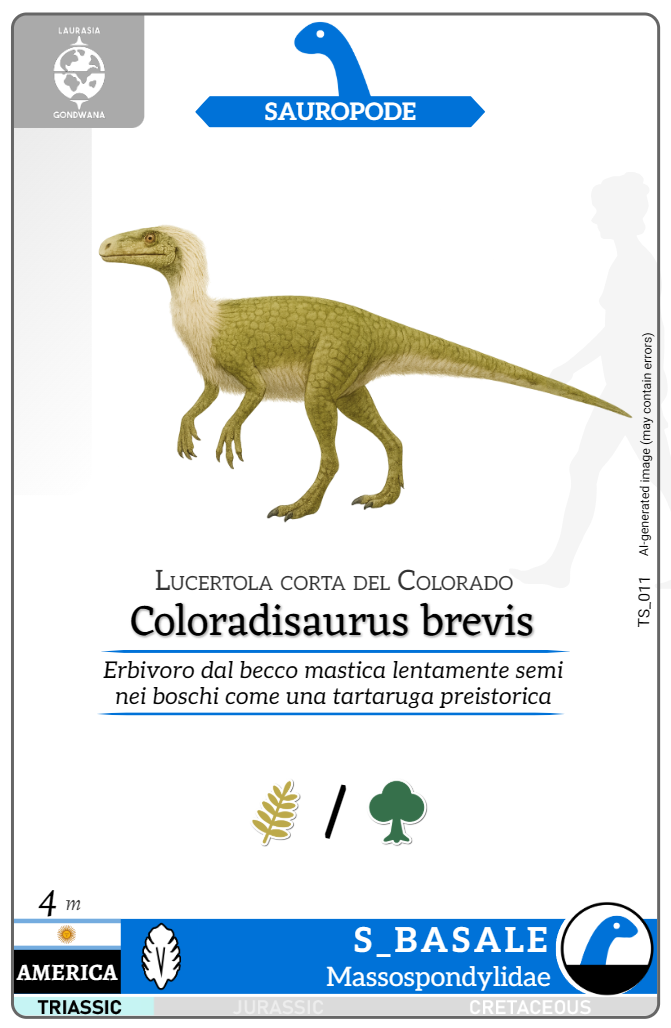 LAURASIA
GONDWANA
SAUROPODE
AI-generated image (may contain errors)
TS_011
Lucertola corta del Colorado
Coloradisaurus brevis
Erbivoro dal becco mastica lentamente semi
nei boschi come una tartaruga preistorica
/
4 m
AMERICA
S_BASALE
Massospondylidae
TRIASSIC
JURASSIC
CRETACEOUS